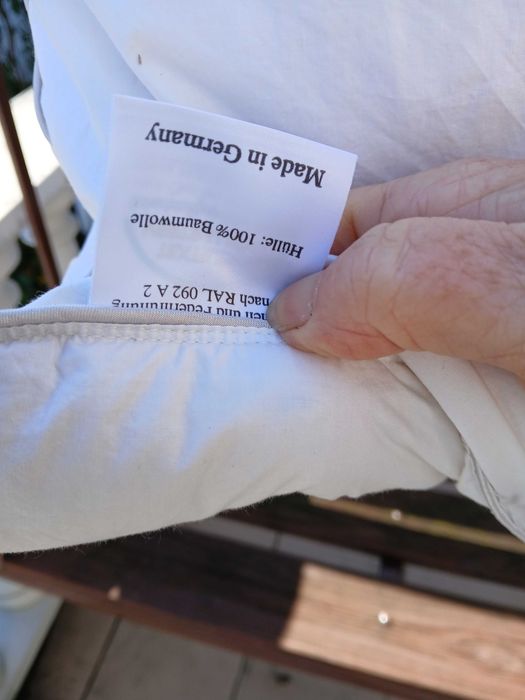 nach RAL 092 A 2
Hülle: 100% Baumwolle
Made in Germany